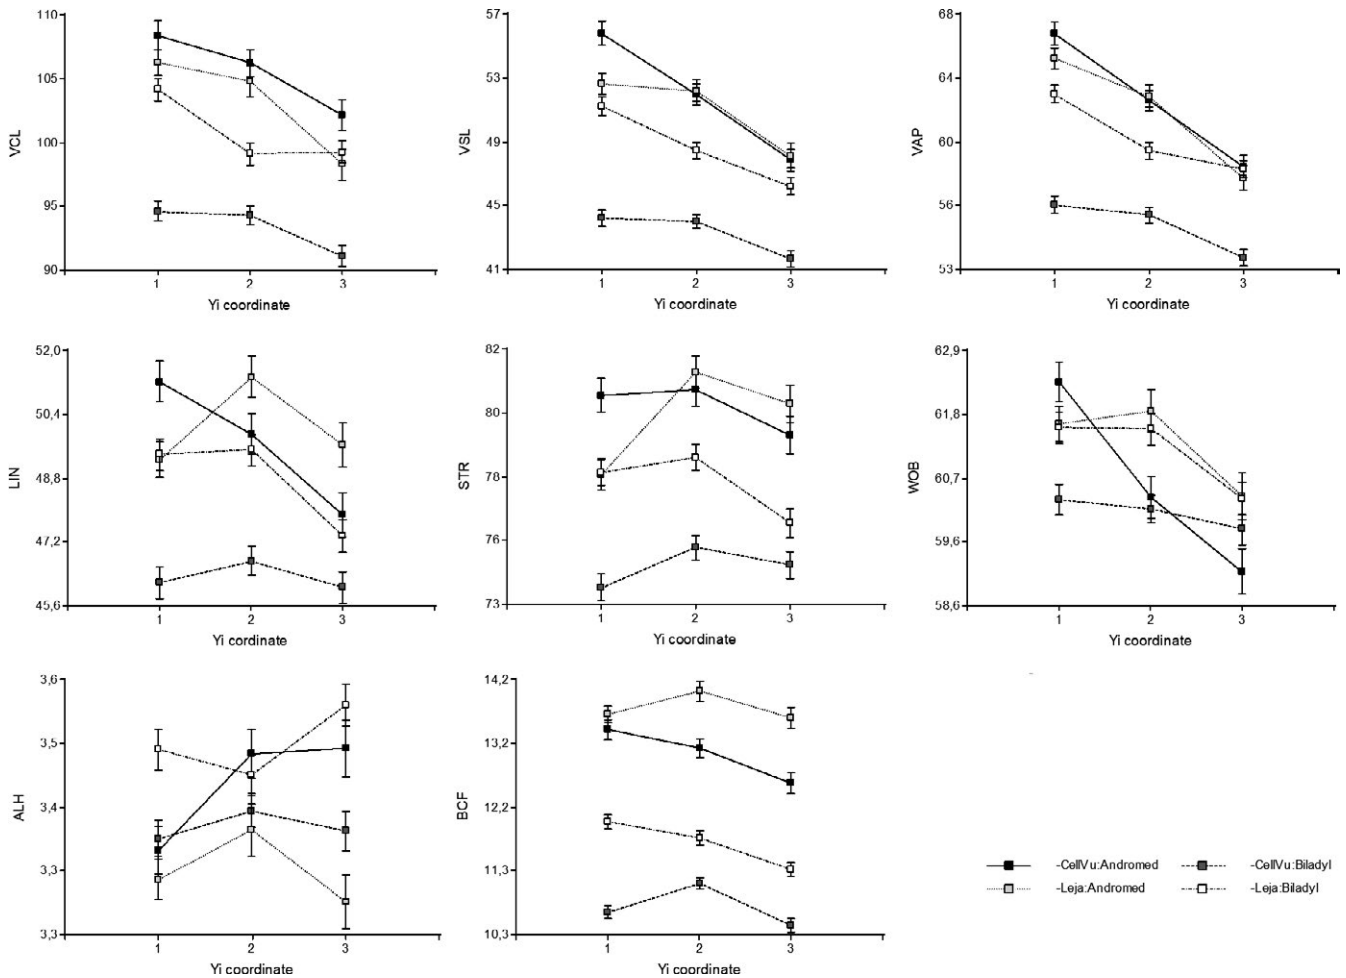 110
105
100
95
90
VCL
1 2 3
Yi coordinate
57
53
49
45
41
VSL
1 2 3
Yi coordinate
68
64
60
56
53
VAP
1 2 3
Yi coordinate
52,0
50,4
48,8
47,2
45,6
LIN
1 2 3
Yi cordinate
82
80
78
76
73
STR
1 2 3
Yi coordinate
62,9
61,8
60,7
59,6
58,6
WOB
1 2 3
Yi coordinate
3,6
3,5
3,4
3,3
3,3
ALH
1 2 3
Yi coordinate
14,2
13,2
12,2
11,3
10,3
BCF
1 2 3
Yi coordinate
-CellVu:Andromed -CellVu:Biladyl
-Leja:Andromed -Leja:Biladyl